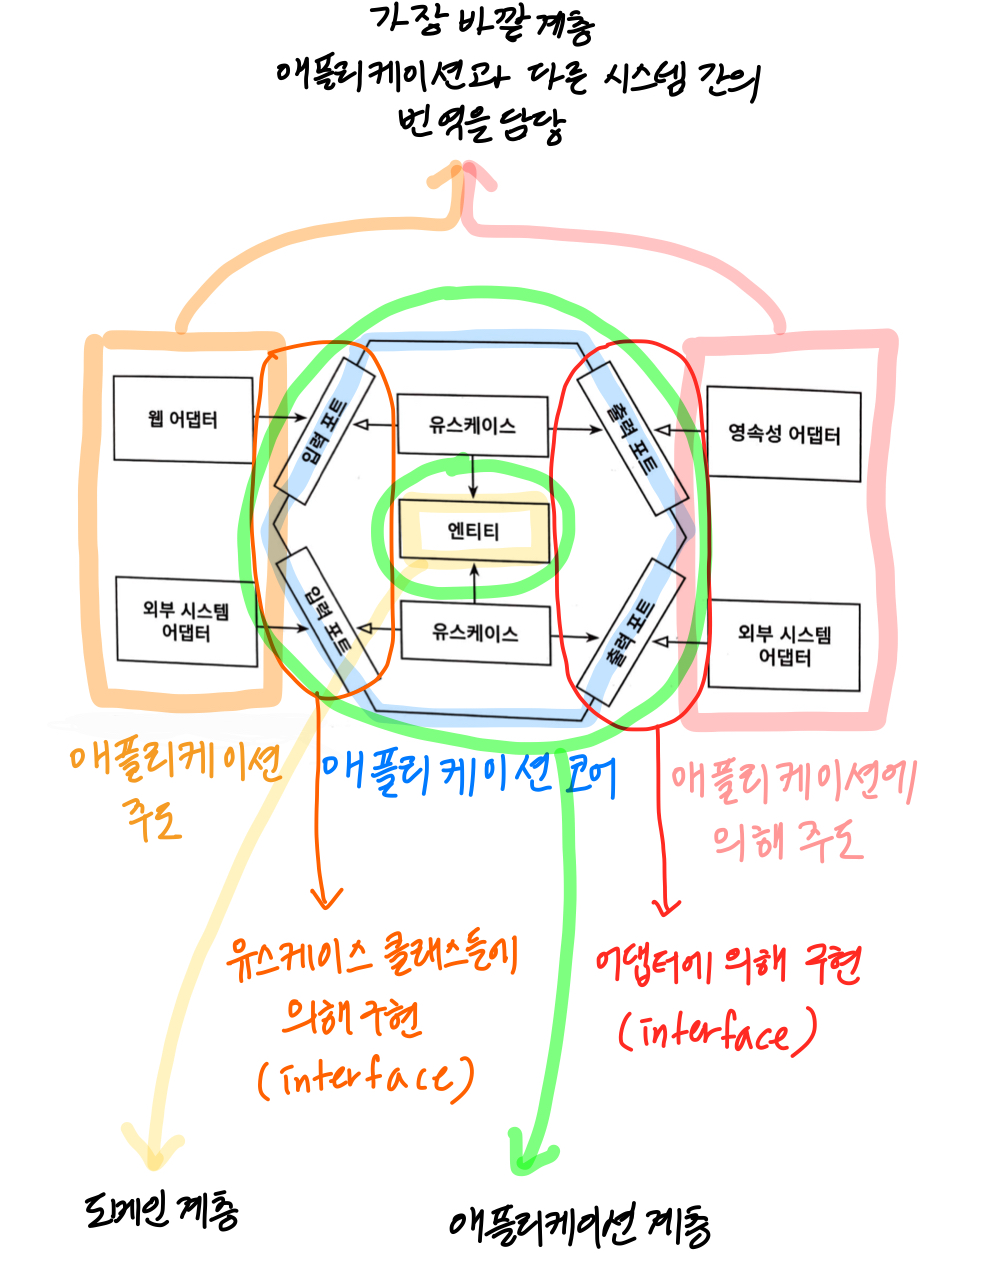 가장 바깥 계층
애플리케이션과 다른 시스템 간의
번역을 담당
웹 어댑터
입력 포트
유스케이스
출력 포트
영속성 어댑터
엔티티
외부 시스템
어댑터
입력 포트
유스케이스
출력 포트
외부 시스템
어댑터
애플리케이션
주도
애플리케이션 코어
애플리케이션에
의해 주도
유스케이스 클래스들에
의해 구현
(interface)
어댑터에 의해 구현
(interface)
도메인 계층
애플리케이션 계층